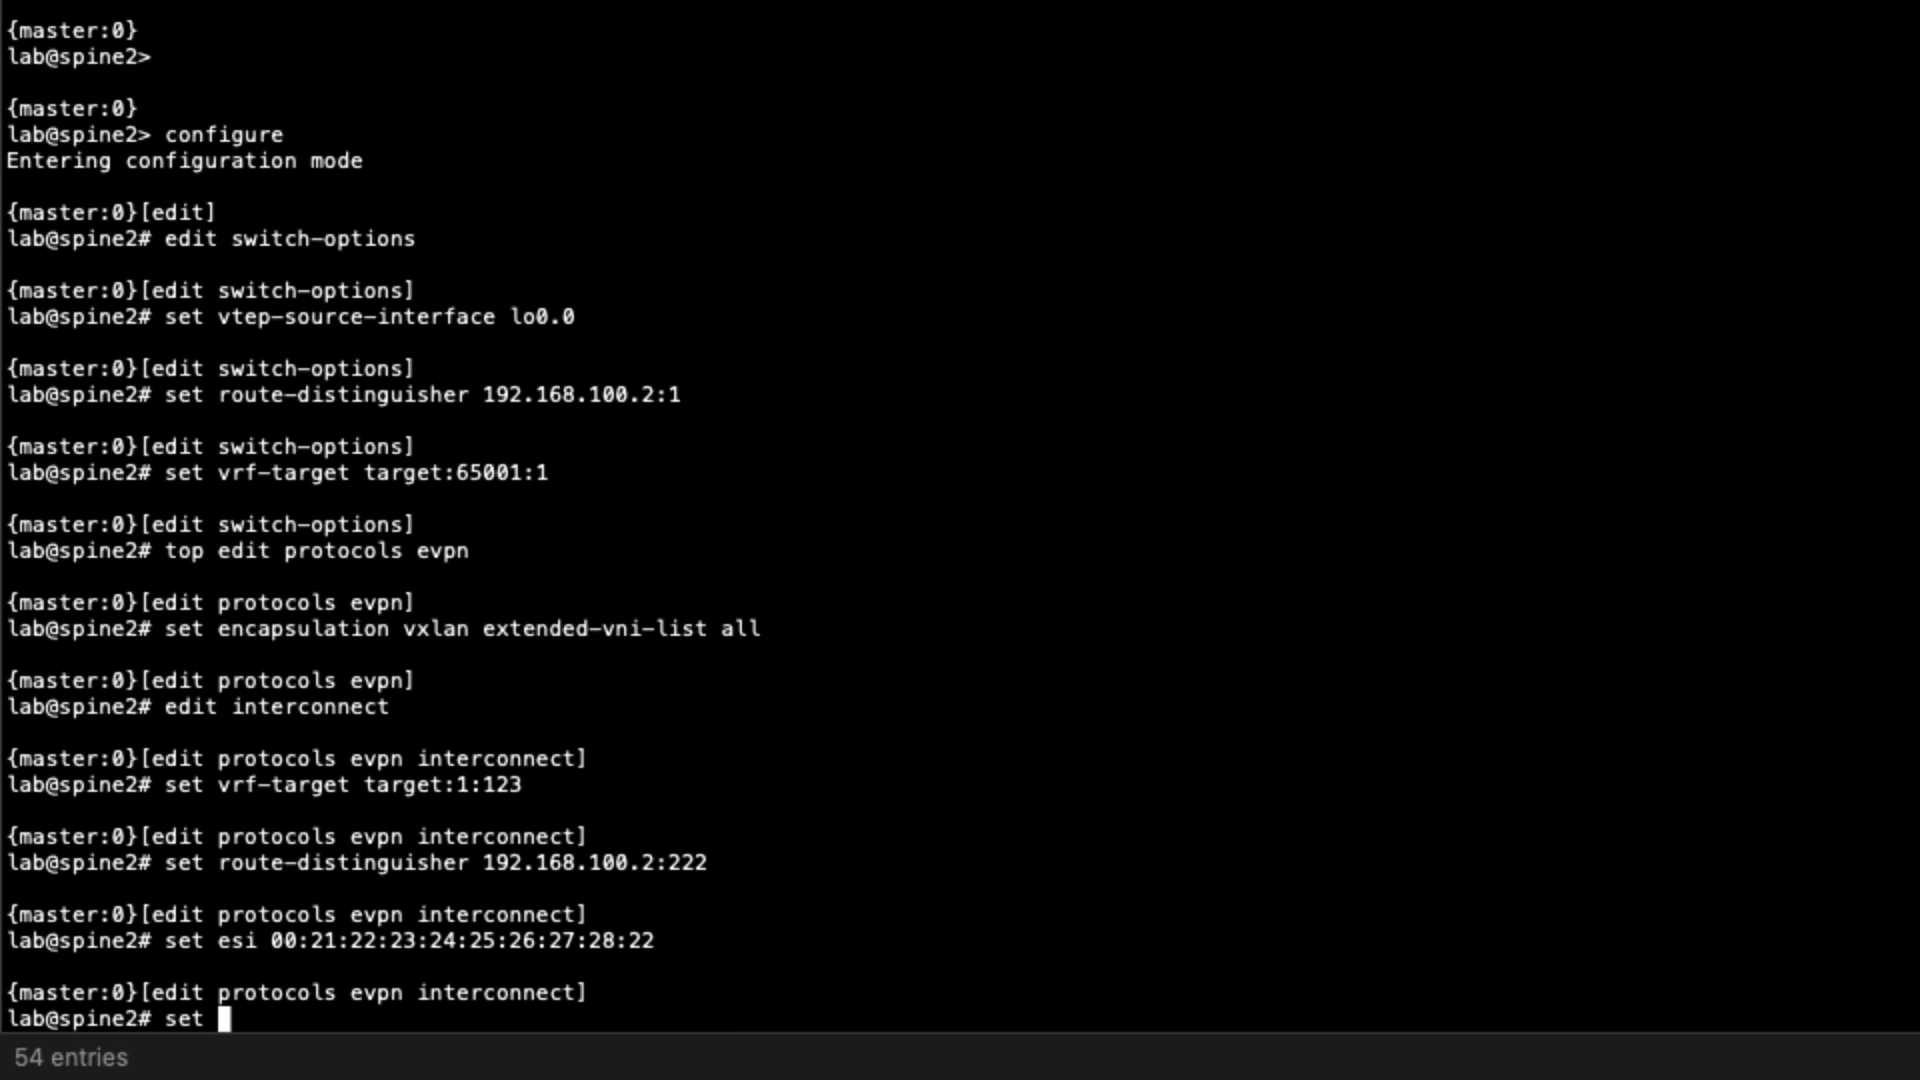 {master:0}
lab@spine2>
{master:0}
lab@spine2> configure
Entering configuration mode
{master:0}[edit]
lab@spine2# edit switch-options
{master:0}[edit switch-options]
lab@spine2# set vtep-source-interface lo0.0
{master:0}[edit switch-options]
lab@spine2# set route-distinguisher 192.168.100.2:1
{master:0}[edit switch-options]
lab@spine2# set vrf-target target:65001:1
{master:0}[edit switch-options]
lab@spine2# top edit protocols evpn
{master:0}[edit protocols evpn]
lab@spine2# set encapsulation vxlan extended-vni-list all
{master:0}[edit protocols evpn]
lab@spine2# edit interconnect
{master:0}[edit protocols evpn interconnect]
lab@spine2# set vrf-target target:1:123
{master:0}[edit protocols evpn interconnect]
lab@spine2# set route-distinguisher 192.168.100.2:222
{master:0}[edit protocols evpn interconnect]
lab@spine2# set esi 00:21:22:23:24:25:26:27:28:22
{master:0}[edit protocols evpn interconnect]
lab@spine2# set
54 entries